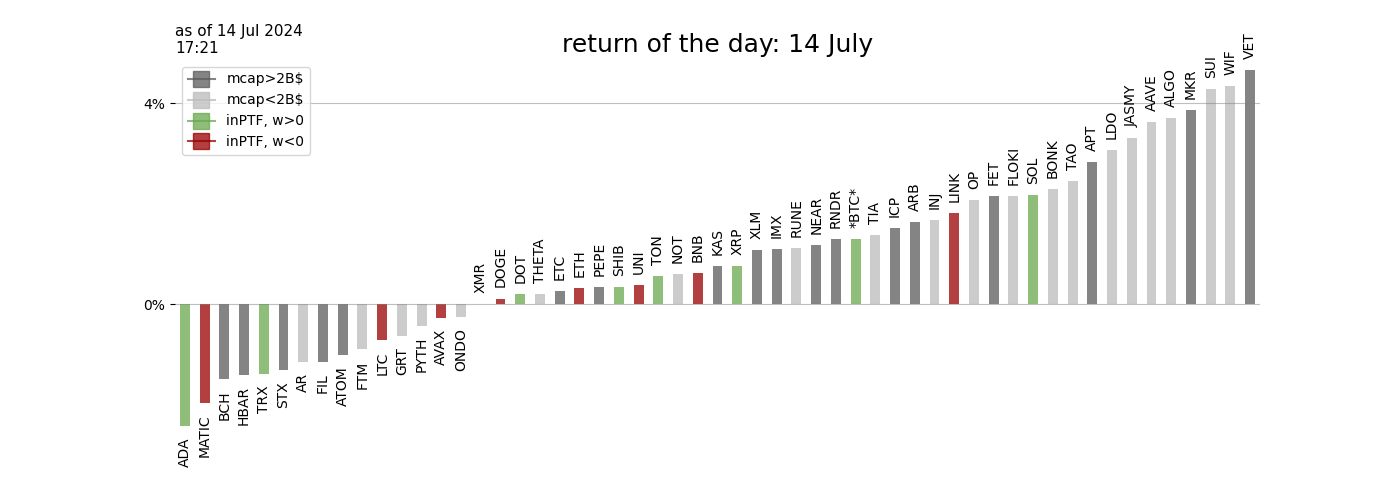 as of 14 Jul 2024
17:21
return of the day: 14 July
mcap>2B$
mcap<2B$
inPTF, w>0
inPTF, w<0
4%
0%
ADA
MATIC
BCH
HBAR
TRX
STX
AR
FIL
ATOM
FTM
LTC
GRT
PYTH
AVAX
ONDO
XMR
DOGE
DOT
THETA
ETC
ETH
PEPE
SHIB
UNI
TON
NOT
BNB
KAS
XRP
XLM
IMX
RUNE
NEAR
RNDR
*BTC*
TIA
ICP
ARB
INJ
LINK
OP
FET
FLOKI
SOL
BONK
TAO
APT
LDO
JASMY
AAVE
ALGO
MKR
SUI
WIF
VET